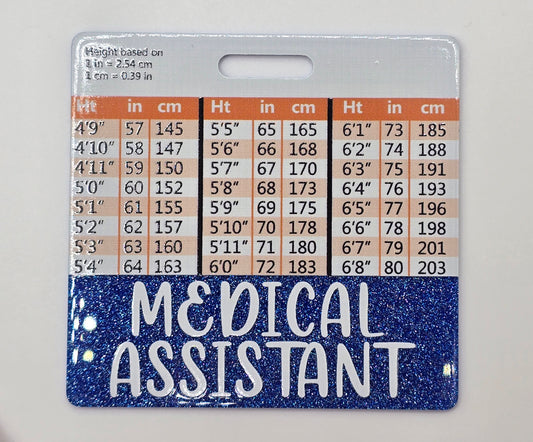 Height based on
1 in = 2.54 cm
1 cm = 0.39 in
Ht in cm Ht in cm Ht in cm
4'9" 57 145 5'5" 65 165 6'1" 73 185
4'10" 58 147 5'6" 66 168 6'2" 74 188
4'11" 59 150 5'7" 67 170 6'3" 75 191
5'0" 60 152 5'8" 68 173 6'4" 76 193
5'1" 61 155 5'9" 69 175 6'5" 77 196
5'2" 62 157 5'10" 70 178 6'6" 78 198
5'3" 63 160 5'11" 71 180 6'7" 79 201
5'4" 64 163 6'0" 72 183 6'8" 80 203
MEDICAL
ASSISTANT